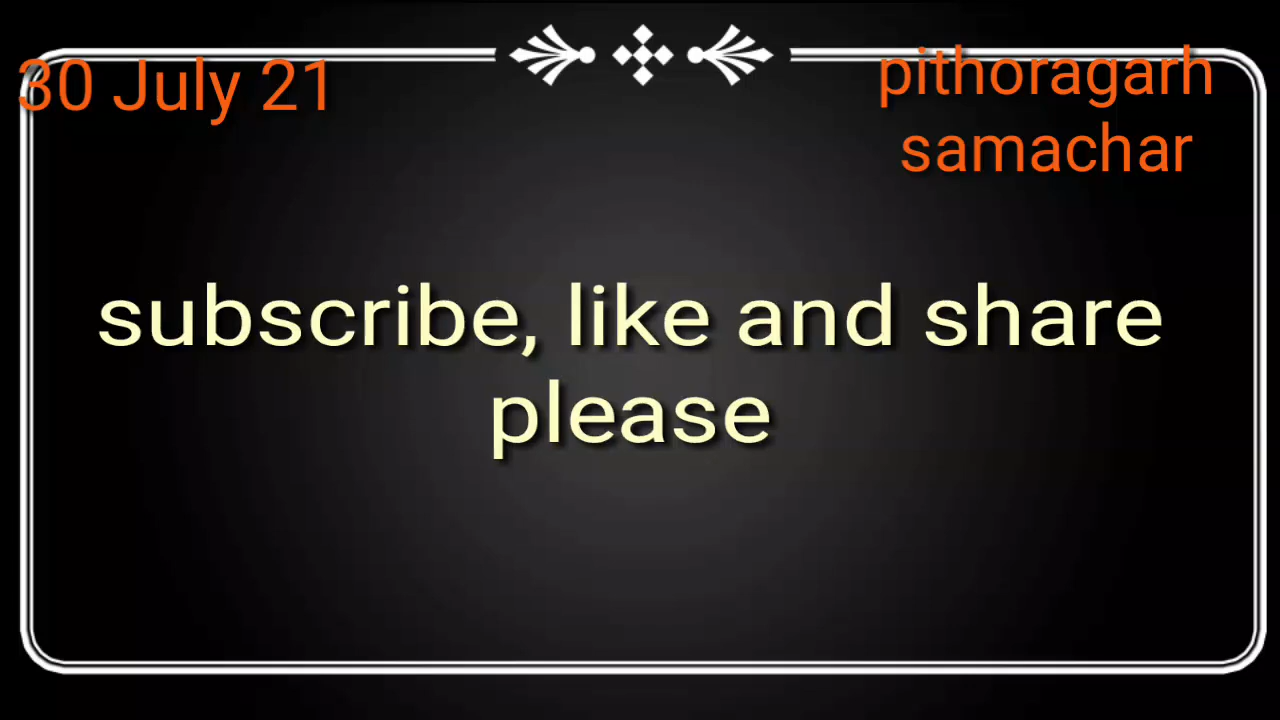 30 July 21
pithoragarh
samachar
subscribe, like and share
please